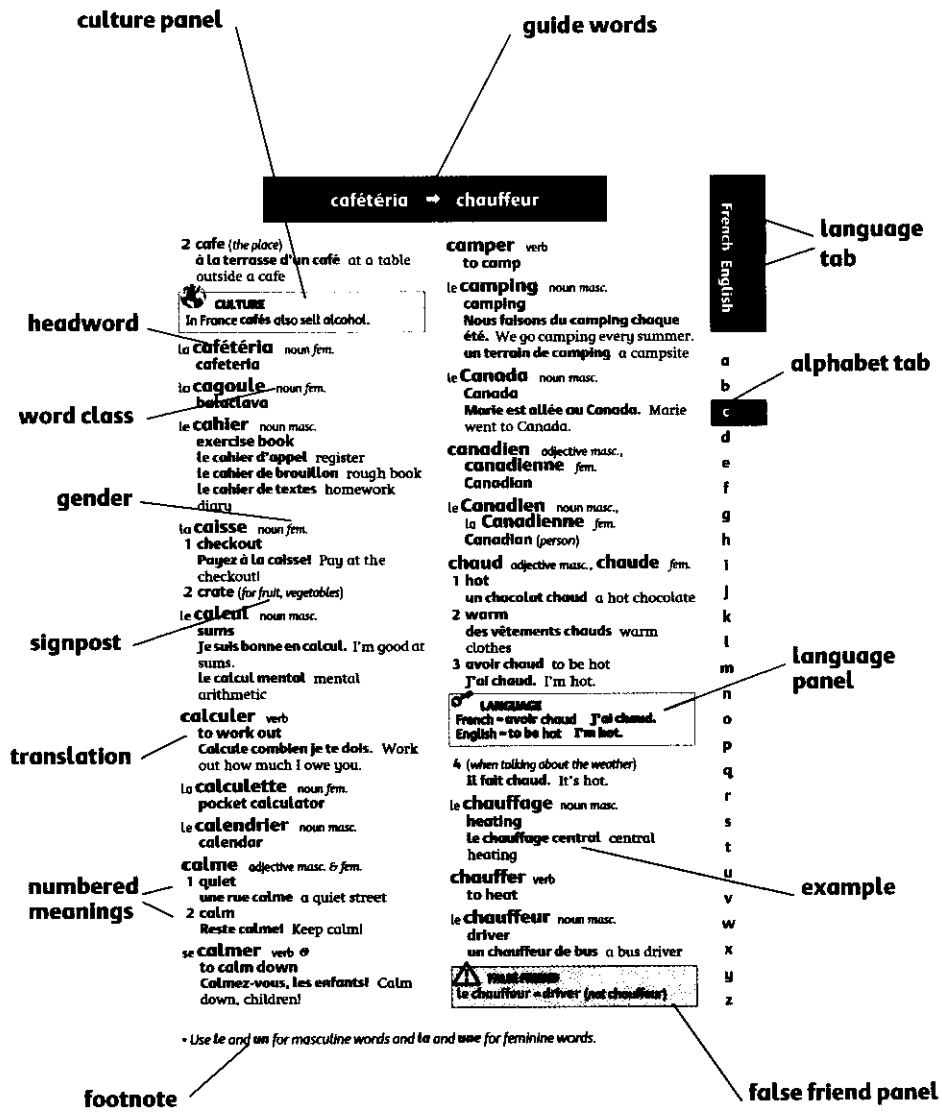 culture panel
guide words
cafétéria ➡ chauffeur
French English
language
tab
2 cafe (the place)
à la terrasse d'un café at a table
outside a cafe
CULTURE
In France cafés also sell alcohol.
headword
la cafétéria noun fem.
cafeteria
la cagoule noun fem.
balaclava
word class
le cahier noun masc.
exercise book
le cahier d'appel register
le cahier de brouillon rough book
le cahier de textes homework
diary
gender
la caisse noun fem.
1 checkout
Payez à la caisse! Pay at the
checkout!
2 crate (for fruit, vegetables)
signpost
le calcul noun masc.
sums
Je suis bonne en calcul. I'm good at
sums.
le calcul mental mental
arithmetic
calculer verb
to work out
translation
Calcule combien je te dois. Work
out how much I owe you.
la calculette noun fem.
pocket calculator
le calendrier noun masc.
calendar
calme adjective masc. & fem.
1 quiet
une rue calme a quiet street
numbered
meanings
2 calm
Reste calme! Keep calm!
se calmer verb
to calm down
Calmez-vous, les enfants! Calm
down, children!
camper verb
to camp
le camping noun masc.
camping
Nous faisons du camping chaque
été. We go camping every summer.
un terrain de camping a campsite
le Canada noun masc.
Canada
Marie est allée au Canada. Marie
went to Canada.
canadien adjective masc.,
canadienne fem.
Canadian
le Canadien noun masc.,
la Canadienne fem.
Canadian (person)
chaud adjective masc., chaude fem.
1 hot
un chocolat chaud a hot chocolate
2 warm
des vêtements chauds warm
clothes
3 avoir chaud to be hot
J'ai chaud. I'm hot.
LANGUAGE
French = avoir chaud J'ai chaud.
English = to be hot I'm hot.
language
panel
4 (when talking about the weather)
Il fait chaud. It's hot.
le chauffage noun masc.
heating
le chauffage central central
heating
example
chauffer verb
to heat
le chauffeur noun masc.
driver
un chauffeur de bus a bus driver
FALSE FRIEND
le chauffeur = driver (not chauffeur)
false friend panel
alphabet tab
a
b
c
d
e
f
g
h
i
j
k
l
m
n
o
p
q
r
s
t
u
v
w
x
y
z
• Use le and un for masculine words and la and une for feminine words.
footnote